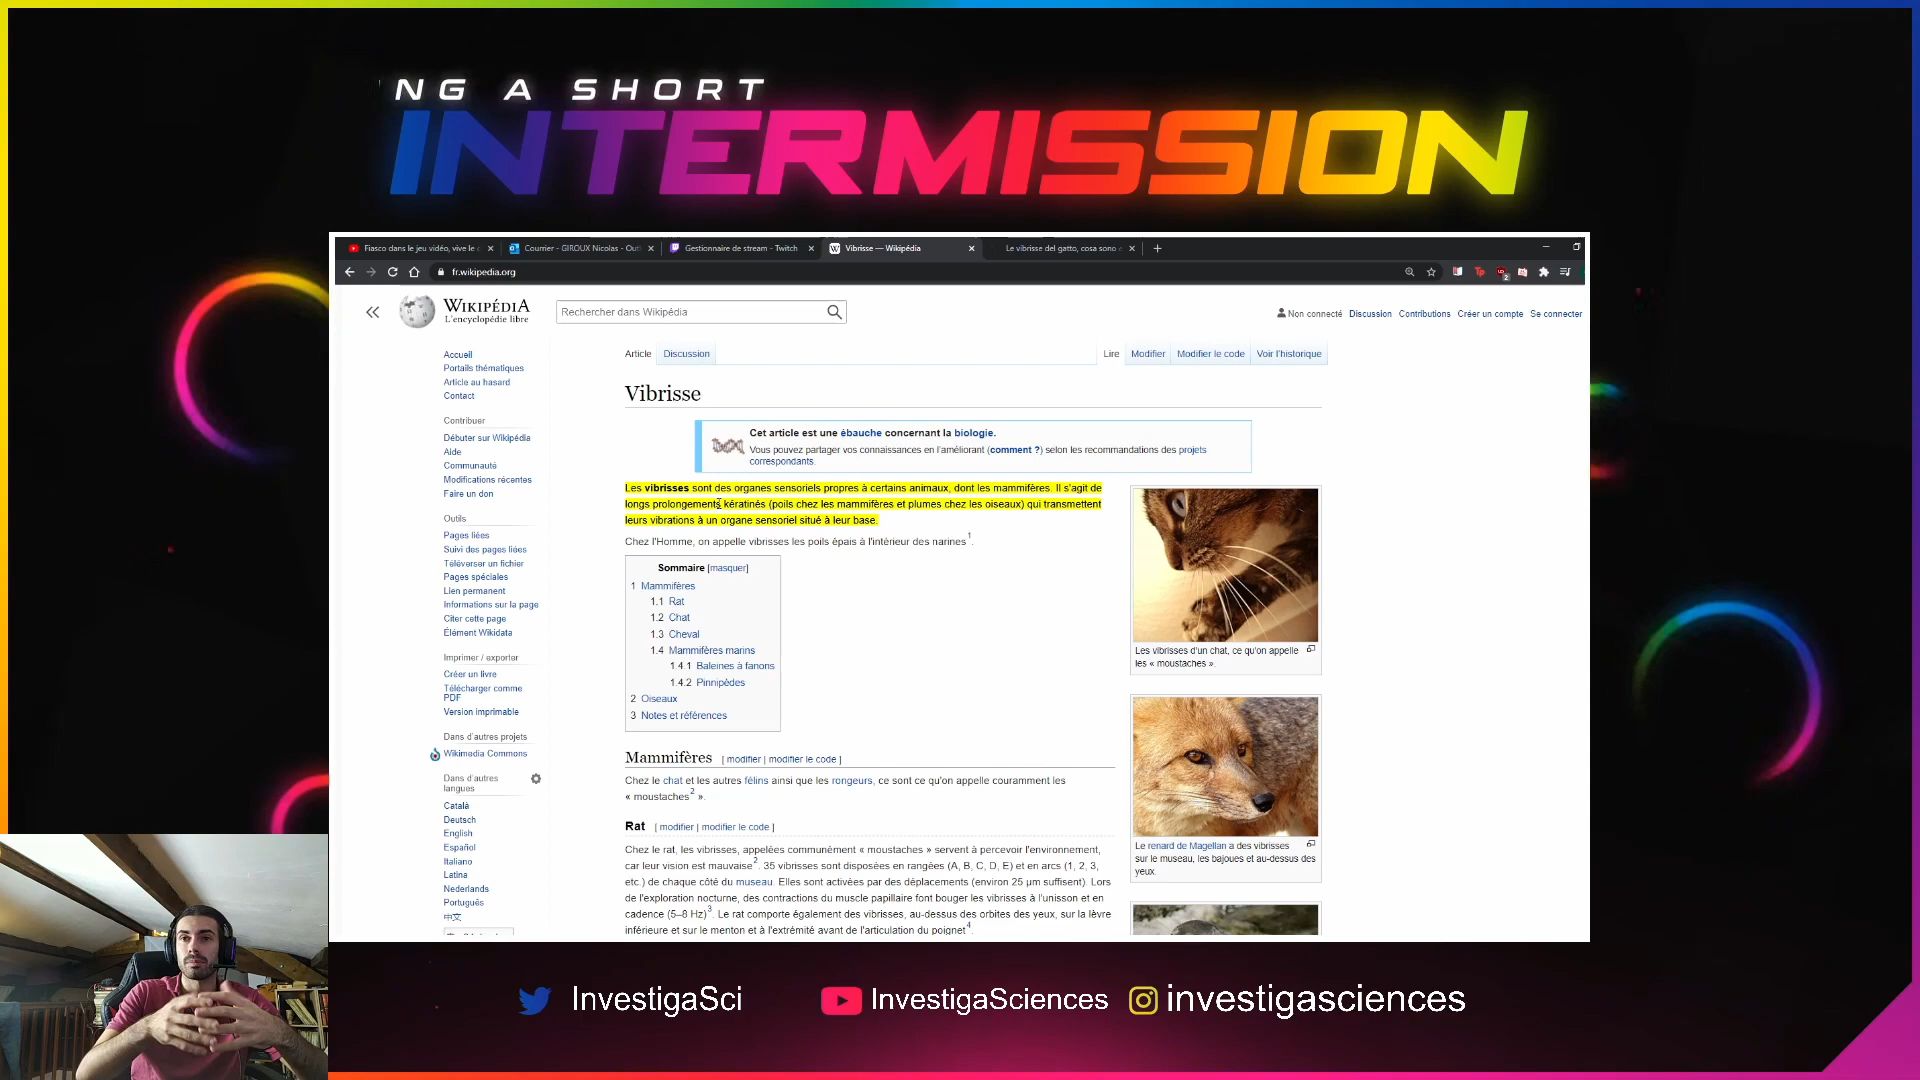 NG A SHORT
INTERMISSION
Fiasco dans le jeu vidéo, vive le
Courrier - GIROUX Nicolas - Out
Gestionnaire de stream - Twitch
Vibrisse — Wikipédia
Le vibrisse del gatto, cosa sono
fr.wikipedia.org
WIKIPÉDIA
L'encyclopédie libre
Rechercher dans Wikipédia
Non connecté Discussion Contributions Créer un compte Se connecter
Article Discussion
Lire Modifier Modifier le code Voir l'historique
Accueil
Portails thématiques
Article au hasard
Contact
Contribuer
Débuter sur Wikipédia
Aide
Communauté
Modifications récentes
Faire un don
Outils
Pages liées
Suivi des pages liées
Téléverser un fichier
Pages spéciales
Lien permanent
Informations sur la page
Citer cette page
Élément Wikidata
Imprimer / exporter
Créer un livre
Télécharger comme
PDF
Version imprimable
Dans d'autres projets
Wikimedia Commons
Dans d'autres
langues
Català
Deutsch
English
Español
Italiano
Latina
Nederlands
Português
中文
Vibrisse
Cet article est une ébauche concernant la biologie.
Vous pouvez partager vos connaissances en l'améliorant (comment ?) selon les recommandations des projets
correspondants.
Les vibrisses sont des organes sensoriels propres à certains animaux, dont les mammifères. Il s'agit de
longs prolongements kératinés (poils chez les mammifères et plumes chez les oiseaux) qui transmettent
leurs vibrations à un organe sensoriel situé à leur base.
Chez l'Homme, on appelle vibrisses les poils épais à l'intérieur des narines1.
Sommaire [masquer]
1 Mammifères
1.1 Rat
1.2 Chat
1.3 Cheval
1.4 Mammifères marins
1.4.1 Baleines à fanons
1.4.2 Pinnipèdes
2 Oiseaux
3 Notes et références
Mammifères [ modifier | modifier le code ]
Chez le chat et les autres félins ainsi que les rongeurs, ce sont ce qu'on appelle couramment les
« moustaches2 ».
Rat [ modifier | modifier le code ]
Chez le rat, les vibrisses, appelées communément « moustaches » servent à percevoir l'environnement,
car leur vision est mauvaise2. 35 vibrisses sont disposées en rangées (A, B, C, D, E) et en arcs (1, 2, 3,
etc.) de chaque côté du museau. Elles sont activées par des déplacements (environ 25 µm suffisent). Lors
de l'exploration nocturne, des contractions du muscle papillaire font bouger les vibrisses à l'unisson et en
cadence (5–8 Hz)3. Le rat comporte également des vibrisses, au-dessus des orbites des yeux, sur la lèvre
inférieure et sur le menton et à l'extrémité avant de l'articulation du poignet4.
Les vibrisses d'un chat, ce qu'on appelle
les « moustaches ».
Le renard de Magellan a des vibrisses
sur le museau, les bajoues et au-dessus des
yeux.
InvestigaSci
InvestigaSciences
investigasciences